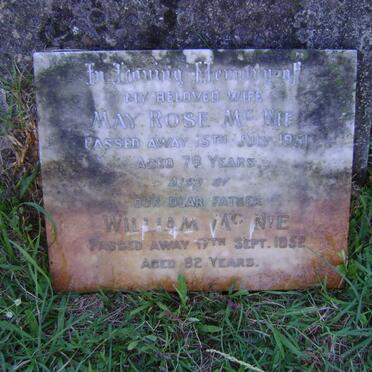 In Loving Memory of
MY BELOVED WIFE
MAY ROSE MCNIE
PASSED AWAY 15TH JULY 1951
AGED 79 YEARS.
ALSO OF
OUR DEAR FATHER
WILLIAM MCNIE
PASSED AWAY 17TH SEPT. 1952
AGED 82 YEARS.